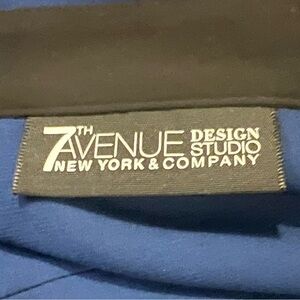 7TH AVENUE DESIGN STUDIO
NEW YORK & COMPANY